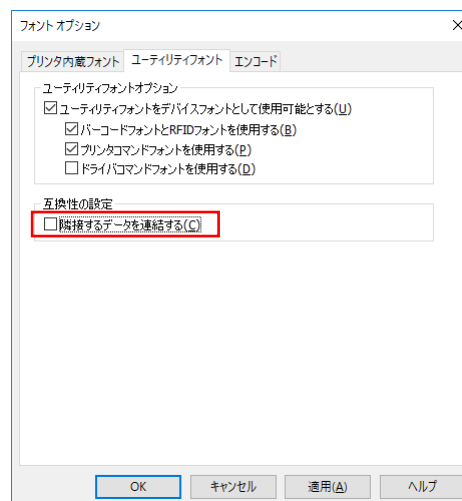 フォント オプション
プリンタ内蔵フォント ユーティリティフォント エンコード
ユーティリティフォントオプション
ユーティリティフォントをデバイスフォントとして使用可能とする(U)
バーコードフォントとRFIDフォントを使用する(B)
プリンタコマンドフォントを使用する(P)
ドライバコマンドフォントを使用する(D)
互換性の設定
隣接するデータを連結する(C)
OK キャンセル 適用(A) ヘルプ